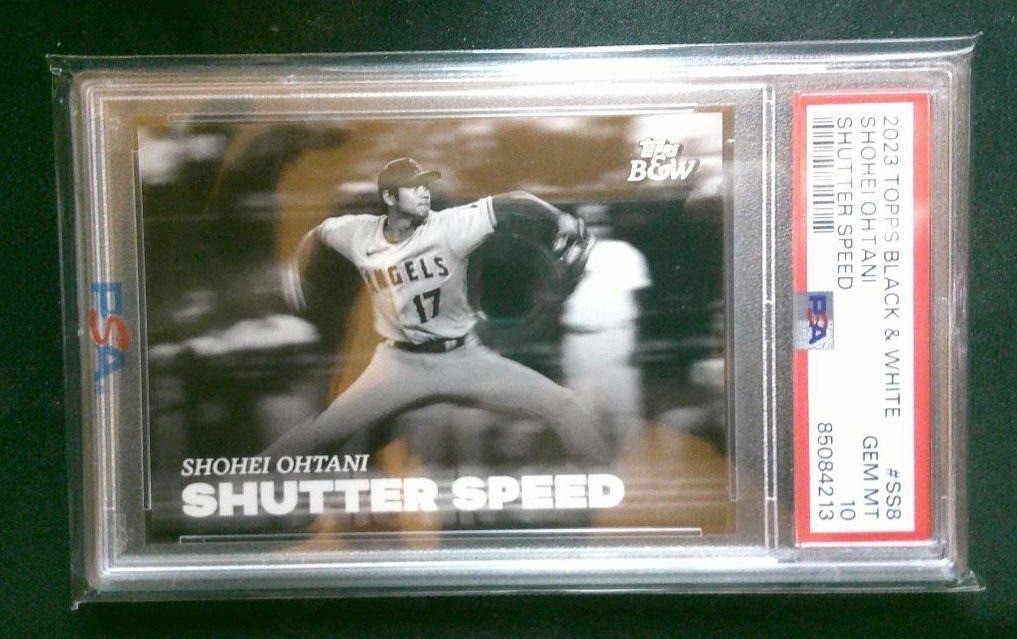 Topps
B&W
ANGELS
17
SHOHEI OHTANI
SHUTTER SPEED
PSA
2023 TOPPS BLACK & WHITE #SS8
SHOHEI OHTANI GEM MT
SHUTTER SPEED 10
PSA 85084213